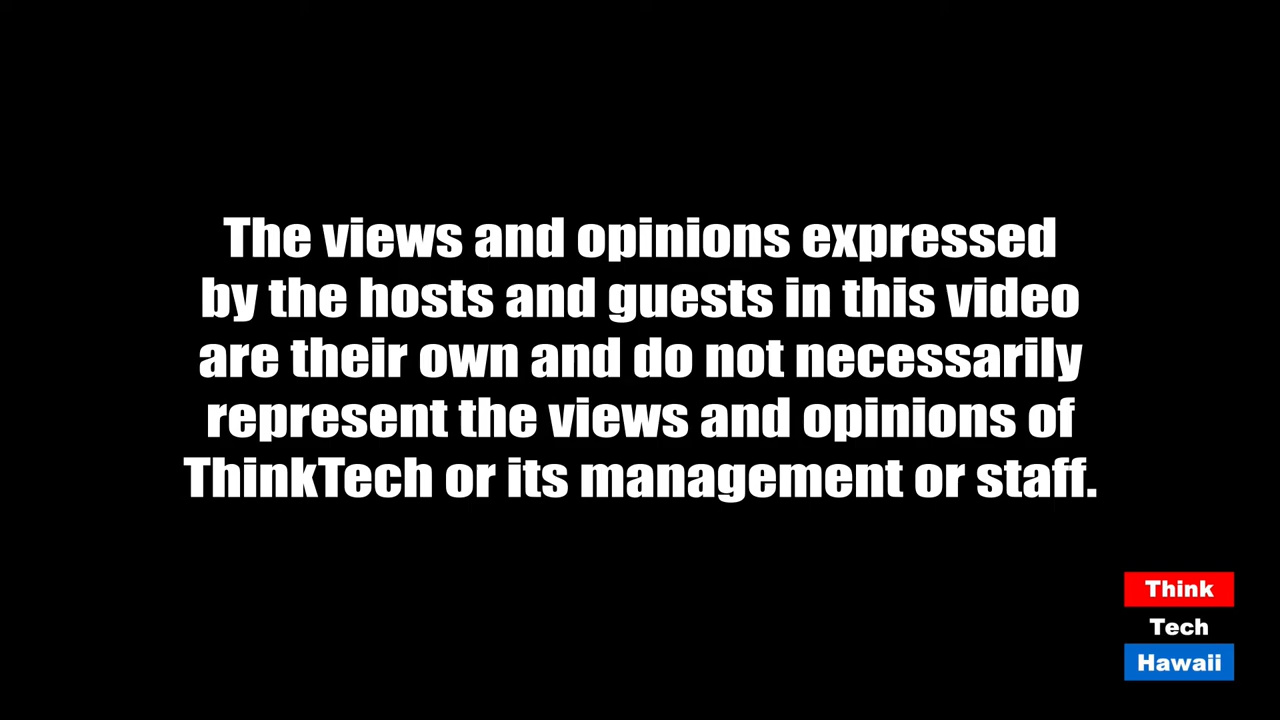 The views and opinions expressed
by the hosts and guests in this video
are their own and do not necessarily
represent the views and opinions of
ThinkTech or its management or staff.
Think
Tech
Hawaii